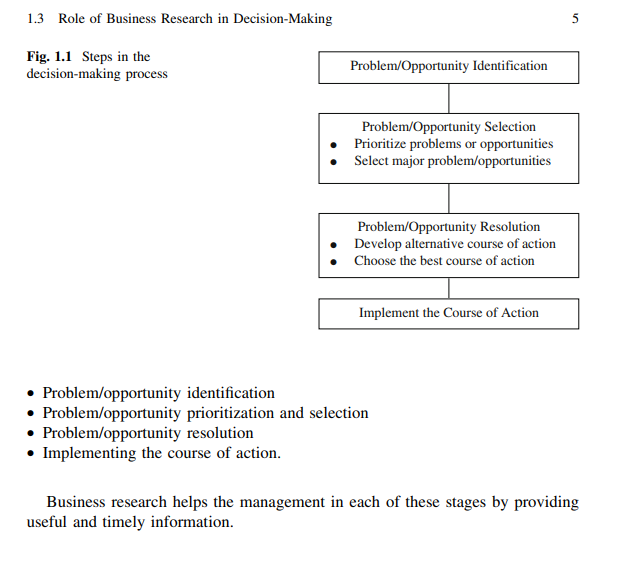 1.3 Role of Business Research in Decision-Making 5
Fig. 1.1 Steps in the
decision-making process
Problem/Opportunity Identification
Problem/Opportunity Selection
• Prioritize problems or opportunities
• Select major problem/opportunities
Problem/Opportunity Resolution
• Develop alternative course of action
• Choose the best course of action
Implement the Course of Action
• Problem/opportunity identification
• Problem/opportunity prioritization and selection
• Problem/opportunity resolution
• Implementing the course of action.
Business research helps the management in each of these stages by providing
useful and timely information.